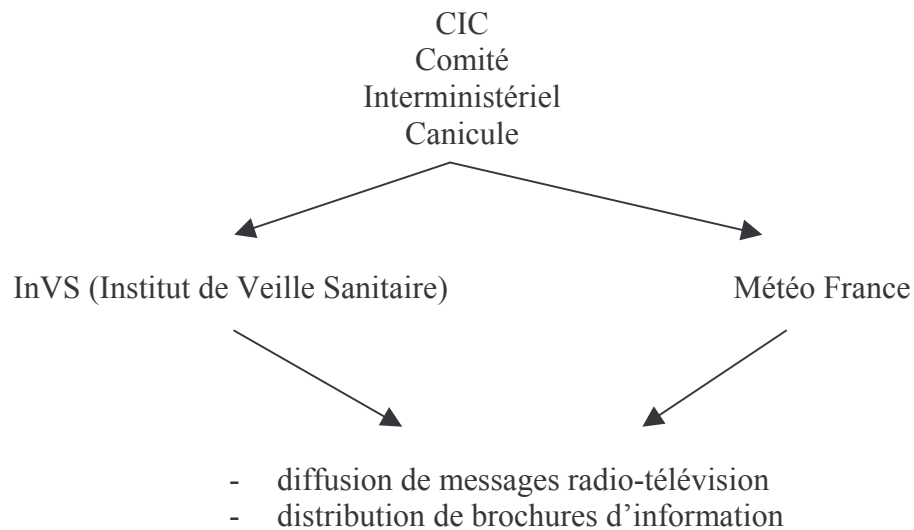 CIC
Comité
Interministériel
Canicule
InVS (Institut de Veille Sanitaire)
Météo France
- diffusion de messages radio-télévision
- distribution de brochures d’information